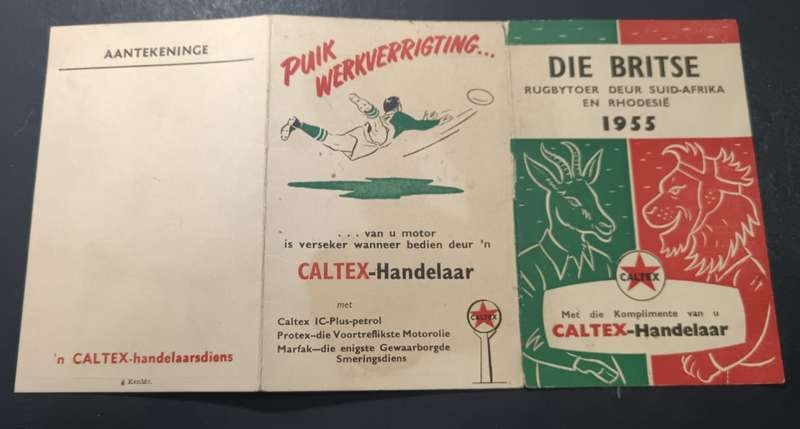 AANTEKENINGE
'n CALTEX-handelaarsdiens
PUIK
WERKVERRIGTING...
. . . van u motor
is verseker wanneer bedien deur 'n
CALTEX-Handelaar
met
Caltex IC-Plus-petrol
Protex—die Voortreflikste Motorolie
Marfak—die enigste Gewaarborgde
Smeringsdiens
CALTEX
DIE BRITSE
RUGBYTOER DEUR SUID-AFRIKA
EN RHODESIË
1955
CALTEX
Met die Komplimente van u
CALTEX-Handelaar